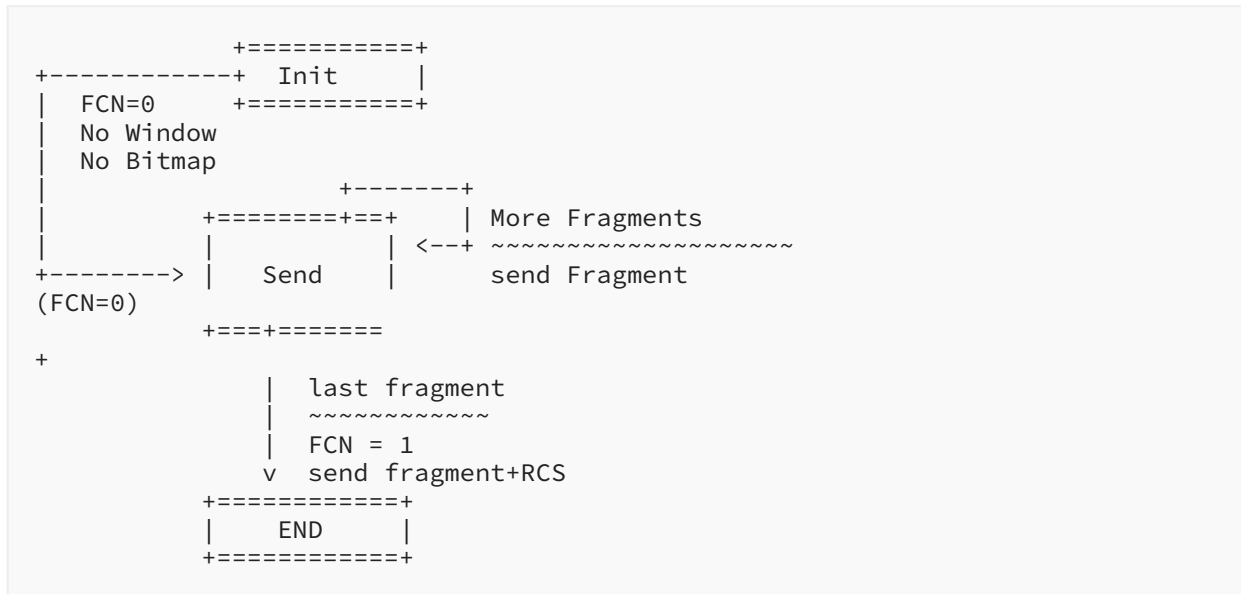 +===========+
+------------+  Init     |
|  FCN=0     +===========+
|  No Window
|  No Bitmap
|                   +-------+
|          +========+==+    | More Fragments
|          |           | <--+ ~~~~~~~~~~~~~~~~~~~~
+--------> |   Send    |      send Fragment
(FCN=0)
           +===+=======
+
               |  last fragment
               |  ~~~~~~~~~~~~
               |  FCN = 1
               v  send fragment+RCS
           +============+
           |    END     |
           +============+